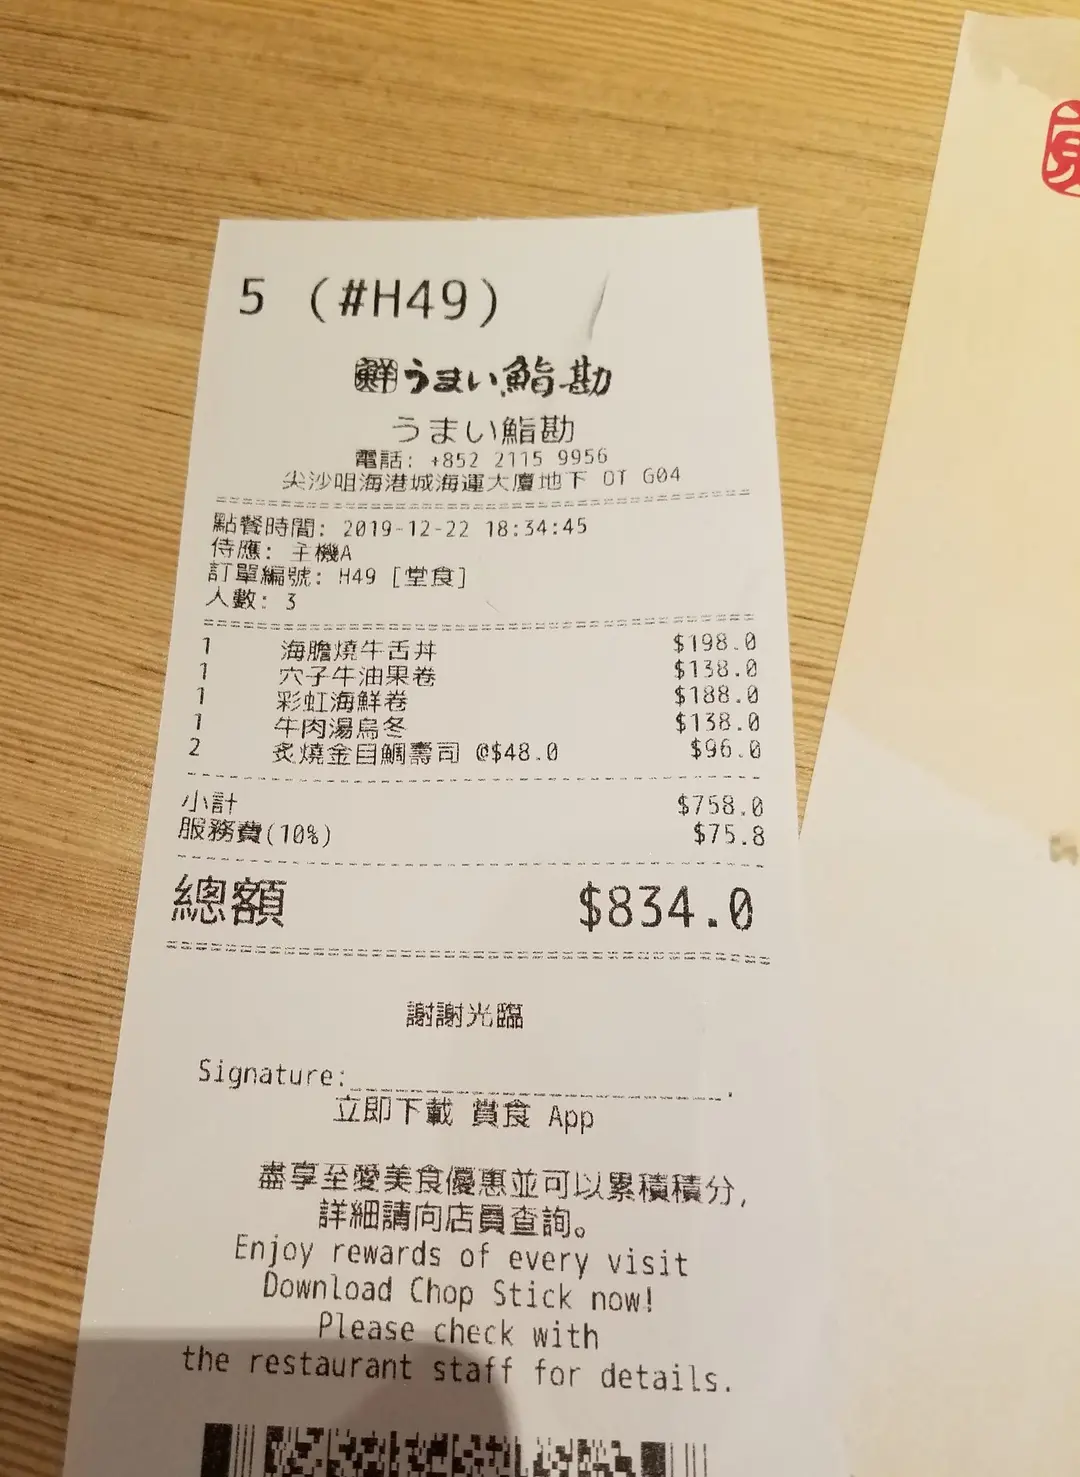 5 (#H49)
鮮うまい鮨勘
うまい鮨勘
電話: +852 2115 9956
尖沙咀海港城海運大廈地下 OT G04
點餐時間: 2019-12-22 18:34:45
侍應: 主機A
訂單編號: H49 [堂食]
人數: 3
1 海膽燒牛舌丼 $198.0
1 穴子牛油果卷 $138.0
1 彩虹海鮮卷 $188.0
1 牛肉湯烏冬 $138.0
2 炙燒金目鯛壽司 @$48.0 $96.0
小計 $758.0
服務費(10%) $75.8
總額 $834.0
謝謝光臨
Signature:
立即下載 賞食 App
盡享至愛美食優惠並可以累積積分,
詳細請向店員查詢。
Enjoy rewards of every visit
Download Chop Stick now!
Please check with
the restaurant staff for details.